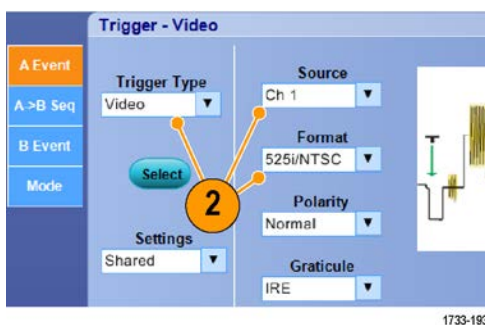 Trigger - Video
A Event
A->B Seq
B Event
Mode
Trigger Type
Video
Select
Settings
Shared
2
Source
Ch 1
Format
525i/NTSC
Polarity
Normal
Graticule
IRE
T
1733-193